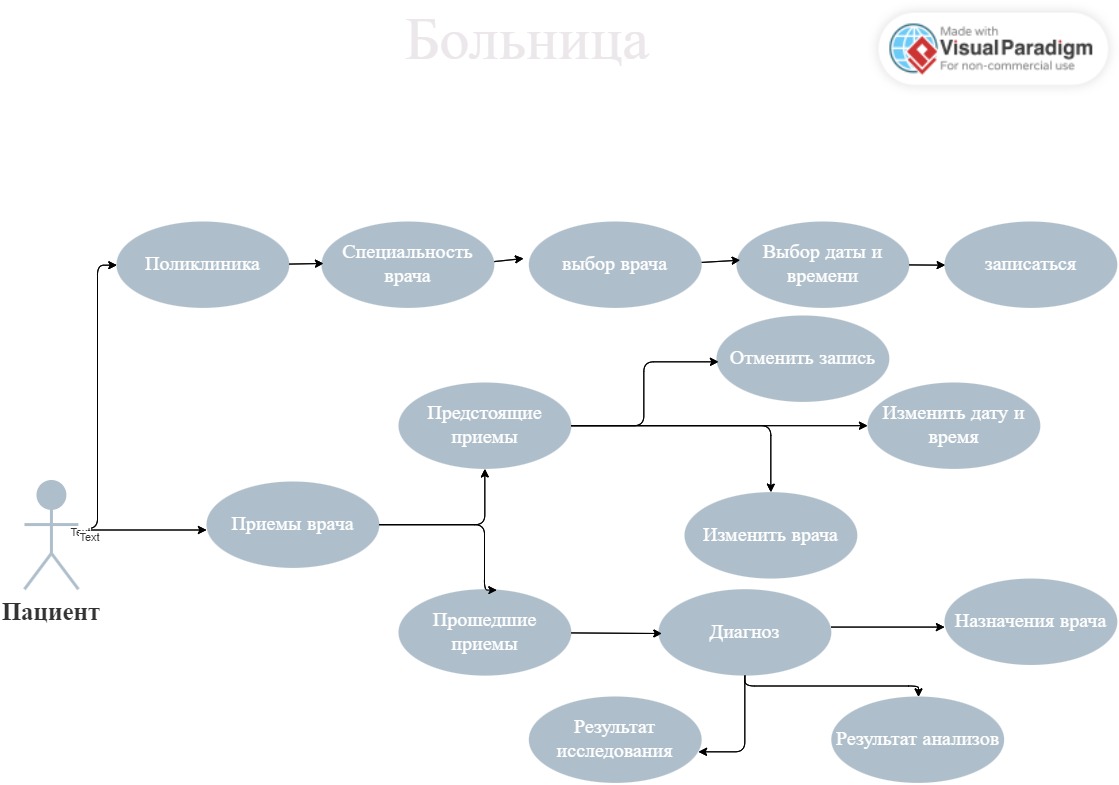 Больница
Made with
Visual Paradigm
For non-commercial use
Поликлиника
Специальность
врача
выбор врача
Выбор даты и
времени
записаться
Отменить запись
Предстоящие
приемы
Изменить дату и
время
Приемы врача
Изменить врача
Text
Пациент
Прошедшие
приемы
Диагноз
Назначения врача
Результат
исследования
Результат анализов